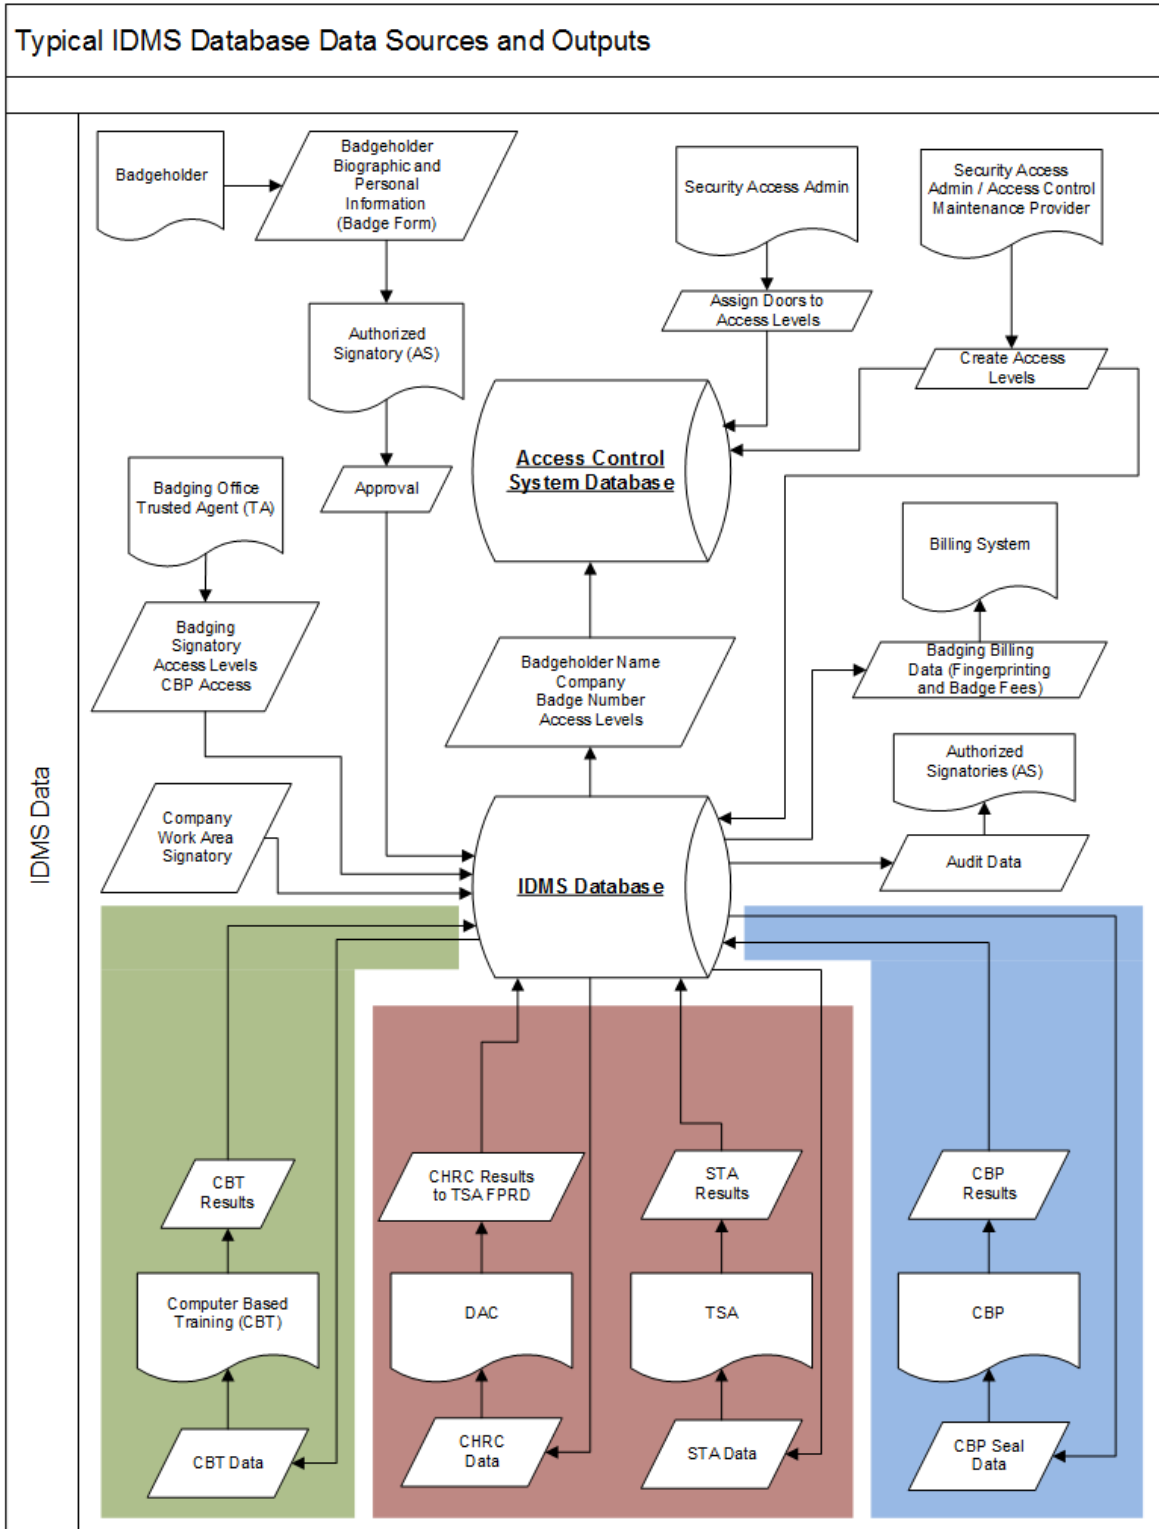 Typical IDMS Database Data Sources and Outputs
IDMS Data
Badgeholder
Badgeholder
Biographic and
Personal
Information
(Badge Form)
Security Access Admin
Security Access
Admin / Access Control
Maintenance Provider
Assign Doors to
Access Levels
Authorized
Signatory (AS)
Create Access
Levels
Access Control
System Database
Approval
Badging Office
Trusted Agent (TA)
Billing System
Badging
Signatory
Access Levels
CBP Access
Badgeholder Name
Company
Badge Number
Access Levels
Badging Billing
Data (Fingerprinting
and Badge Fees)
Authorized
Signatories (AS)
Company
Work Area
Signatory
IDMS Database
Audit Data
CBT
Results
CHRC Results
to TSA FPRD
STA
Results
CBP
Results
Computer Based
Training (CBT)
DAC
TSA
CBP
CBT Data
CHRC
Data
STA Data
CBP Seal
Data